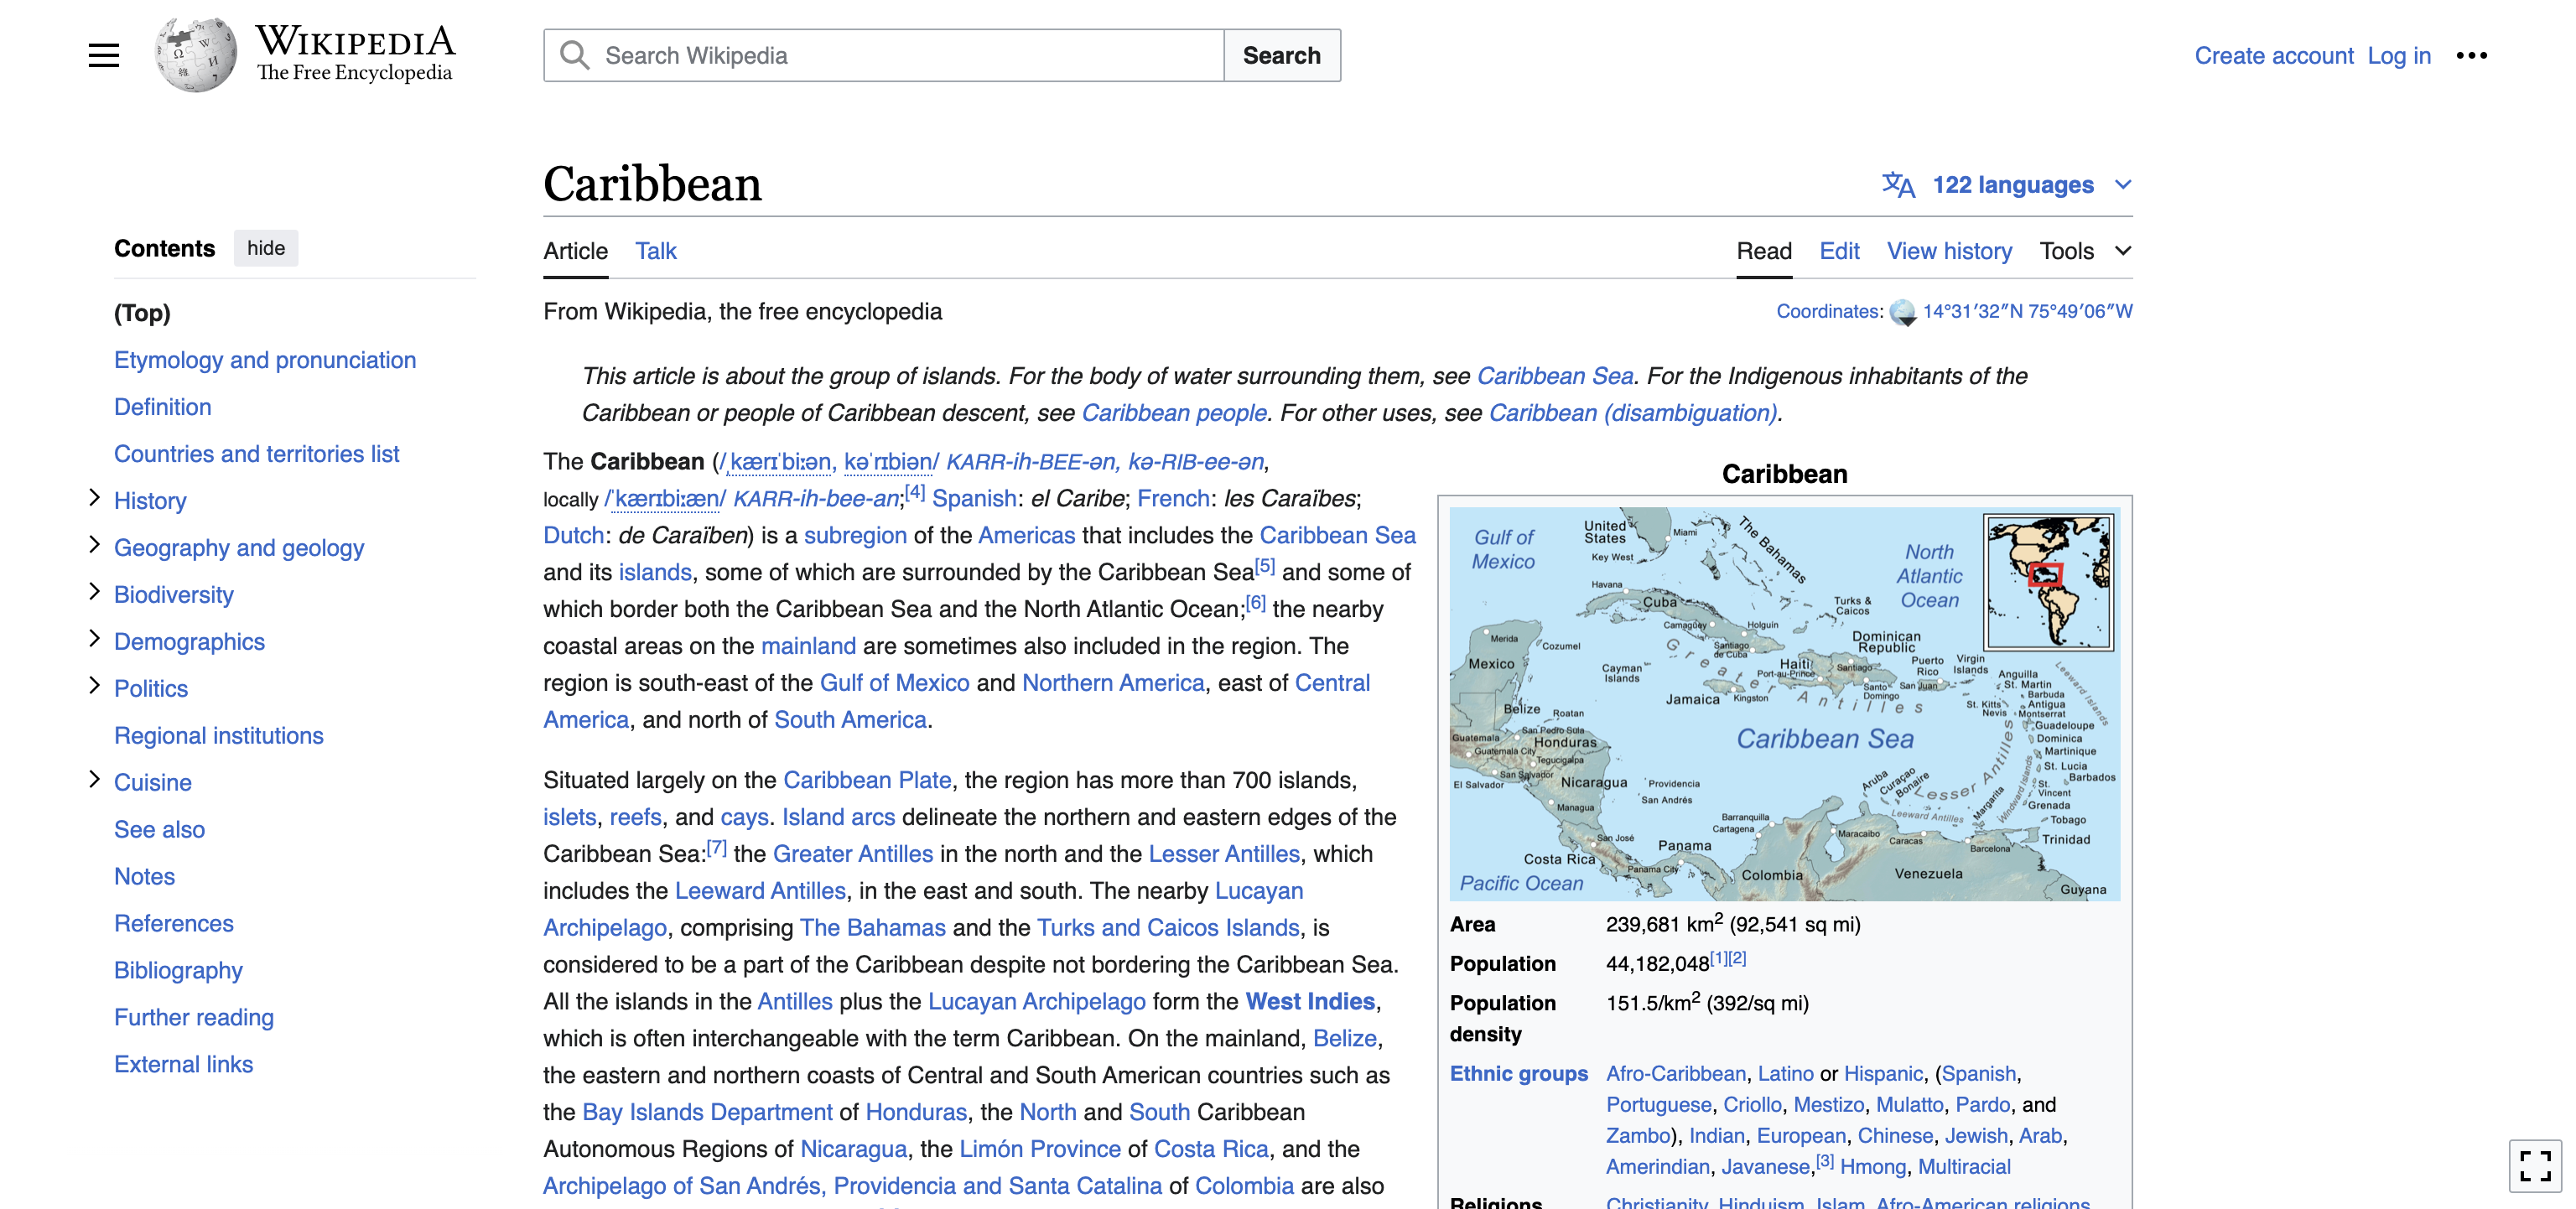 WIKIPEDIA
The Free Encyclopedia
Search Wikipedia
Search
Create account Log in •••
Contents hide
(Top)
Etymology and pronunciation
Definition
Countries and territories list
History
Geography and geology
Biodiversity
Demographics
Politics
Regional institutions
Cuisine
See also
Notes
References
Bibliography
Further reading
External links
Caribbean
文A 122 languages
Article Talk
Read Edit View history Tools
From Wikipedia, the free encyclopedia
Coordinates: 14°31′32″N 75°49′06″W
This article is about the group of islands. For the body of water surrounding them, see Caribbean Sea. For the Indigenous inhabitants of the
Caribbean or people of Caribbean descent, see Caribbean people. For other uses, see Caribbean (disambiguation).
The Caribbean (/ˌkærɪˈbiːən, kəˈrɪbiən/ KARR-ih-BEE-ən, kə-RIB-ee-ən,
locally /ˈkærɪbiːæn/ KARR-ih-bee-an;[4] Spanish: el Caribe; French: les Caraïbes;
Dutch: de Caraïben) is a subregion of the Americas that includes the Caribbean Sea
and its islands, some of which are surrounded by the Caribbean Sea[5] and some of
which border both the Caribbean Sea and the North Atlantic Ocean;[6] the nearby
coastal areas on the mainland are sometimes also included in the region. The
region is south-east of the Gulf of Mexico and Northern America, east of Central
America, and north of South America.
Situated largely on the Caribbean Plate, the region has more than 700 islands,
islets, reefs, and cays. Island arcs delineate the northern and eastern edges of the
Caribbean Sea:[7] the Greater Antilles in the north and the Lesser Antilles, which
includes the Leeward Antilles, in the east and south. The nearby Lucayan
Archipelago, comprising The Bahamas and the Turks and Caicos Islands, is
considered to be a part of the Caribbean despite not bordering the Caribbean Sea.
All the islands in the Antilles plus the Lucayan Archipelago form the West Indies,
which is often interchangeable with the term Caribbean. On the mainland, Belize,
the eastern and northern coasts of Central and South American countries such as
the Bay Islands Department of Honduras, the North and South Caribbean
Autonomous Regions of Nicaragua, the Limón Province of Costa Rica, and the
Archipelago of San Andrés, Providencia and Santa Catalina of Colombia are also
Caribbean
Gulf of
Mexico
United
States
Miami
Key West
The Bahamas
North
Atlantic
Ocean
Havana
Cuba
Turks &
Caicos
Camagüey
Holguin
Santiago
de Cuba
Merida
Cozumel
Mexico
Cayman
Islands
Greater Antilles
Haiti
Port-au-Prince
Dominican
Republic
Santiago
Santo
Domingo
Puerto
Rico
San Juan
Virgin
Islands
Anguilla
St. Martin
Barbuda
Antigua
St. Kitts
Nevis
Montserrat
Guadeloupe
Dominica
Martinique
St. Lucia
Barbados
St.
Vincent
Grenada
Tobago
Trinidad
Leeward Islands
Windward Islands
Lesser Antilles
Jamaica
Kingston
Caribbean Sea
Belize
Roatan
San Pedro Sula
Guatemala
Honduras
Guatemala City
Tegucigalpa
San Salvador
El Salvador
Nicaragua
Managua
Providencia
San Andrés
Aruba
Curaçao
Bonaire
Margarita
Leeward Antilles
Barranquilla
Cartagena
Maracaibo
Caracas
Barcelona
San José
Costa Rica
Panama
Panama City
Pacific Ocean
Colombia
Venezuela
Guyana
Area 239,681 km2 (92,541 sq mi)
Population 44,182,048[1][2]
Population 151.5/km2 (392/sq mi)
density
Ethnic groups Afro-Caribbean, Latino or Hispanic, (Spanish,
Portuguese, Criollo, Mestizo, Mulatto, Pardo, and
Zambo), Indian, European, Chinese, Jewish, Arab,
Amerindian, Javanese,[3] Hmong, Multiracial
Religions Christianity, Hinduism, Islam, Afro-American religions